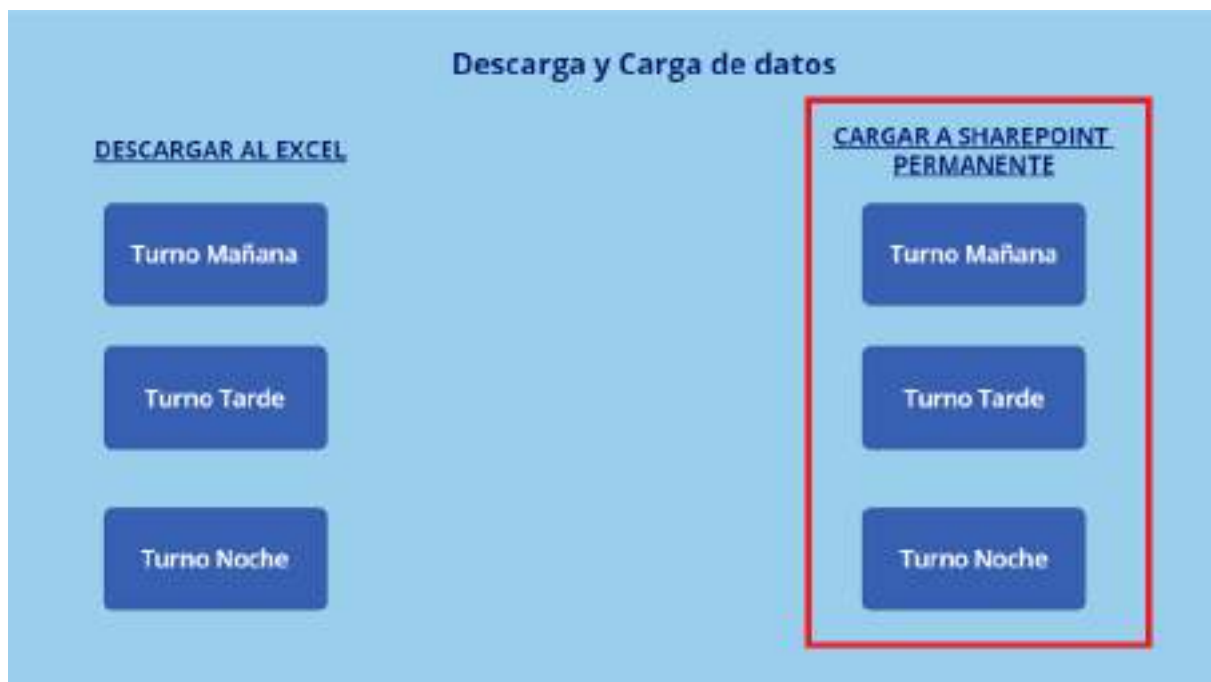 Descarga y Carga de datos
DESCARGAR AL EXCEL
Turno Mañana
Turno Tarde
Turno Noche
CARGAR A SHAREPOINT
PERMANENTE
Turno Mañana
Turno Tarde
Turno Noche